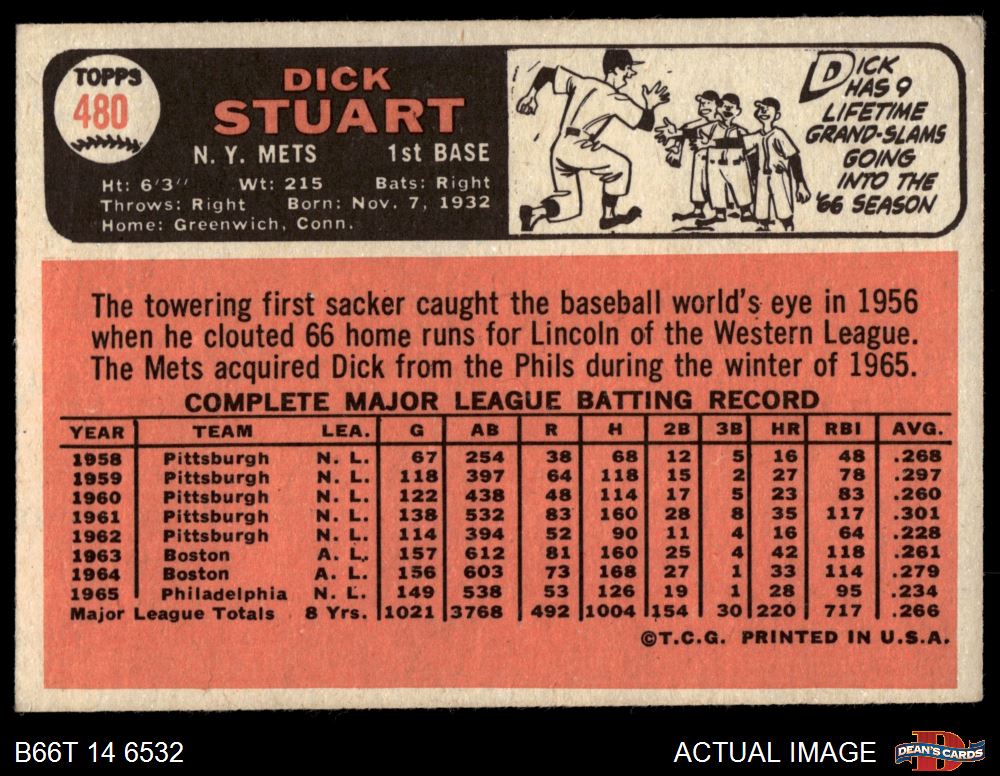 TOPPS
480
DICK
STUART
N. Y. METS 1st BASE
Ht: 6'3" Wt: 215 Bats: Right
Throws: Right Born: Nov. 7, 1932
Home: Greenwich, Conn.
DICK
HAS 9
LIFETIME
GRAND-SLAMS
GOING
INTO THE
'66 SEASON
The towering first sacker caught the baseball world's eye in 1956
when he clouted 66 home runs for Lincoln of the Western League.
The Mets acquired Dick from the Phils during the winter of 1965.
COMPLETE MAJOR LEAGUE BATTING RECORD
YEAR TEAM LEA. G AB R H 2B 3B HR RBI AVG.
1958 Pittsburgh N. L. 67 254 38 68 12 5 16 48 .268
1959 Pittsburgh N. L. 118 397 64 118 15 2 27 78 .297
1960 Pittsburgh N. L. 122 438 48 114 17 5 23 83 .260
1961 Pittsburgh N. L. 138 532 83 160 28 8 35 117 .301
1962 Pittsburgh N. L. 114 394 52 90 11 4 16 64 .228
1963 Boston A. L. 157 612 81 160 25 4 42 118 .261
1964 Boston A. L. 156 603 73 168 27 1 33 114 .279
1965 Philadelphia N. L. 149 538 53 126 19 1 28 95 .234
Major League Totals 8 Yrs. 1021 3768 492 1004 154 30 220 717 .266
©T.C.G. PRINTED IN U.S.A.
B66T 14 6532 ACTUAL IMAGE DEAN'S CARDS